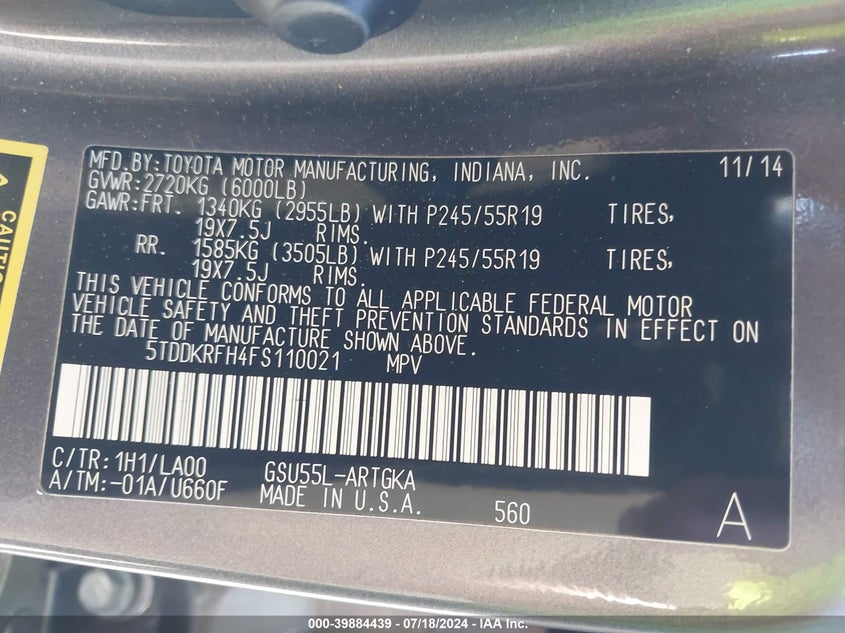 CAUTION
MFD.BY:TOYOTA MOTOR MANUFACTURING, INDIANA, INC. 11/14
GVWR:2720KG (6000LB)
GAWR:FRT. 1340KG (2955LB) WITH P245/55R19 TIRES,
19X7.5J RIMS.
RR. 1585KG (3505LB) WITH P245/55R19 TIRES,
19X7.5J RIMS.
THIS VEHICLE CONFORMS TO ALL APPLICABLE FEDERAL MOTOR
VEHICLE SAFETY AND THEFT PREVENTION STANDARDS IN EFFECT ON
THE DATE OF MANUFACTURE SHOWN ABOVE.
5TDDKRFH4FS110021 MPV
C/TR:1H1/LA00 GSU55L-ARTGKA
A/TM:-01A/U660F MADE IN U.S.A. 560 A
000-39884439 - 07/18/2024 - IAA Inc.